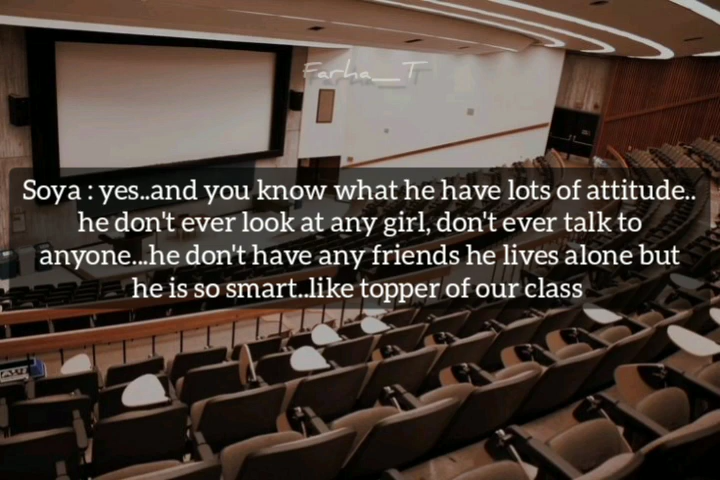 Farha__T
Soya : yes..and you know what he have lots of attitude..
he don't ever look at any girl, don't ever talk to
anyone...he don't have any friends he lives alone but
he is so smart..like topper of our class